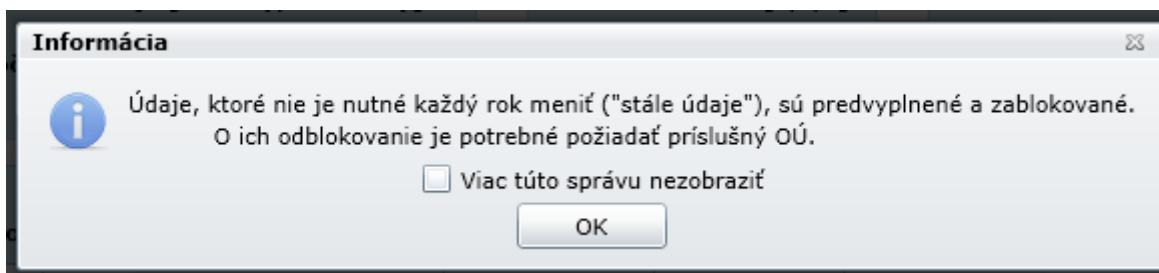 Informácia
Údaje, ktoré nie je nutné každý rok meniť ("stále údaje"), sú predvyplnené a zablokované.
O ich odblokovanie je potrebné požiadať príslušný OÚ.
Viac túto správu nezobraziť
OK